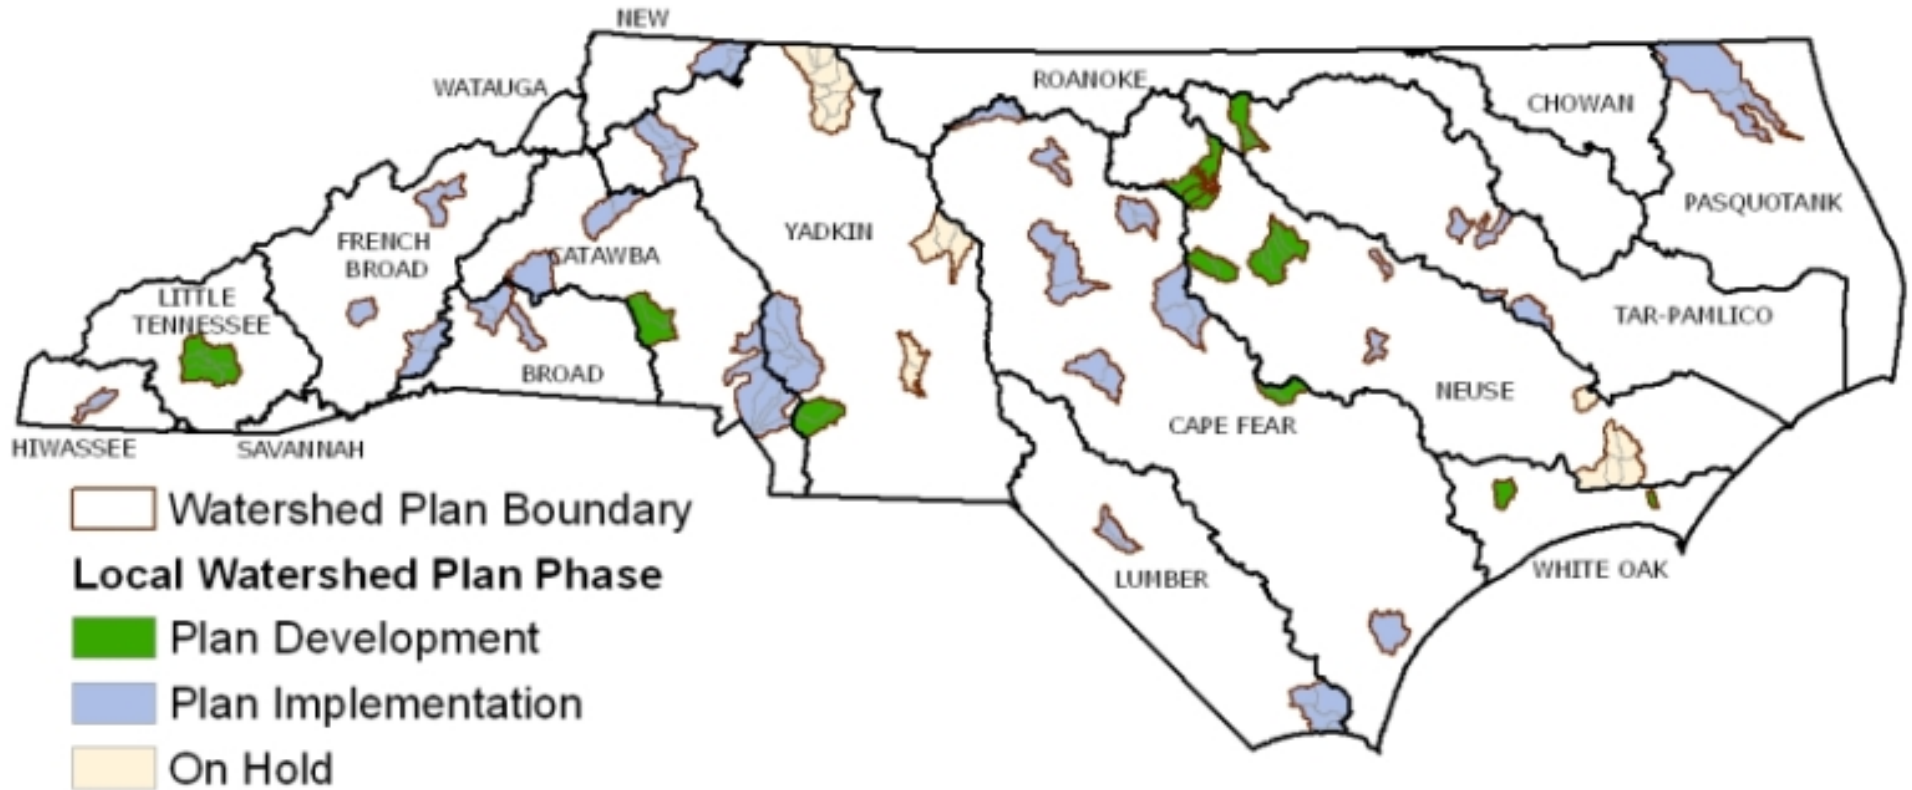 NEW
WATAUGA
ROANOKE
CHOWAN
PASQUOTANK
FRENCH
BROAD
YADKIN
CATAWBA
LITTLE
TENNESSEE
TAR-PAMLICO
BROAD
NEUSE
CAPE FEAR
HIWASSEE
SAVANNAH
LUMBER
WHITE OAK
Watershed Plan Boundary
Local Watershed Plan Phase
Plan Development
Plan Implementation
On Hold